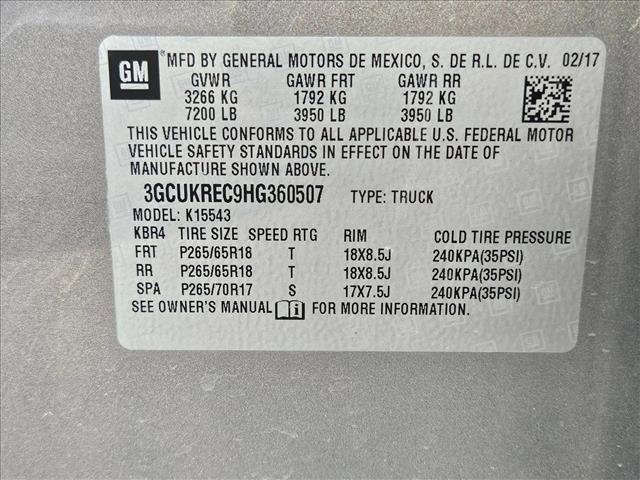 GM
MFD BY GENERAL MOTORS DE MEXICO, S. DE R.L. DE C.V. 02/17
GVWR GAWR FRT GAWR RR
3266 KG 1792 KG 1792 KG
7200 LB 3950 LB 3950 LB
THIS VEHICLE CONFORMS TO ALL APPLICABLE U.S. FEDERAL MOTOR
VEHICLE SAFETY STANDARDS IN EFFECT ON THE DATE OF
MANUFACTURE SHOWN ABOVE.
3GCUKREC9HG360507 TYPE: TRUCK
MODEL: K15543
KBR4 TIRE SIZE SPEED RTG RIM COLD TIRE PRESSURE
FRT P265/65R18 T 18X8.5J 240KPA(35PSI)
RR P265/65R18 T 18X8.5J 240KPA(35PSI)
SPA P265/70R17 S 17X7.5J 240KPA(35PSI)
SEE OWNER'S MANUAL i FOR MORE INFORMATION.